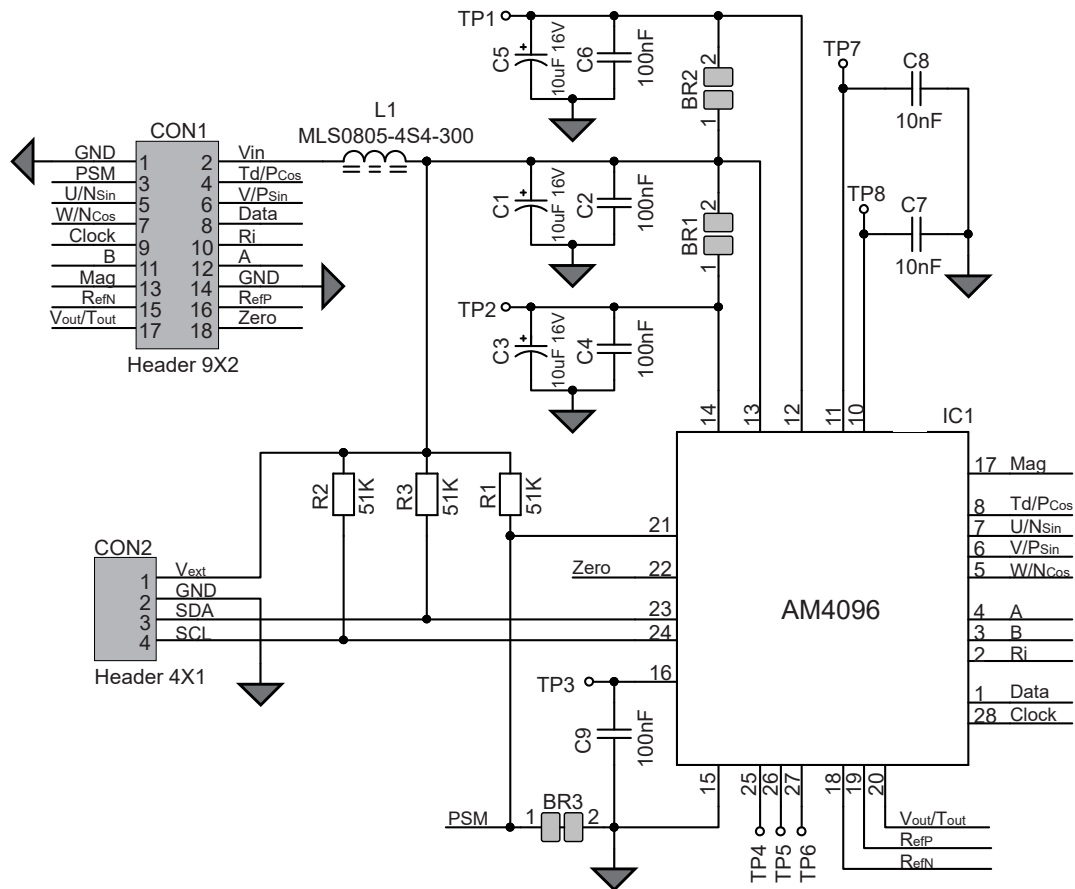 TP1
C5
10uF 16V
C6
100nF
BR2
2
1
TP7
C8
10nF
TP8
C7
10nF
L1
MLS0805-4S4-300
CON1
GND 1 2 Vin
PSM 3 4 Td/PCos
U/NSin 5 6 V/PSin
W/NCos 7 8 Data
Clock 9 10 Ri
B 11 12 A
Mag 13 14 GND
RefN 15 16 RefP
Vout/Tout 17 18 Zero
Header 9X2
C1
10uF 16V
C2
100nF
BR1
2
1
TP2
C3
10uF 16V
C4
100nF
14
13
12
11
10
IC1
R2
51K
R3
51K
R1
51K
CON2
1 Vext
2 GND
3 SDA
4 SCL
Header 4X1
21
Zero 22
23
24
16
TP3
C9
100nF
AM4096
17 Mag
8 Td/PCos
7 U/NSin
6 V/PSin
5 W/NCos
4 A
3 B
2 Ri
1 Data
28 Clock
15
25
26
27
18
19
20
PSM 1 BR3 2
TP4
TP5
TP6
Vout/Tout
RefP
RefN